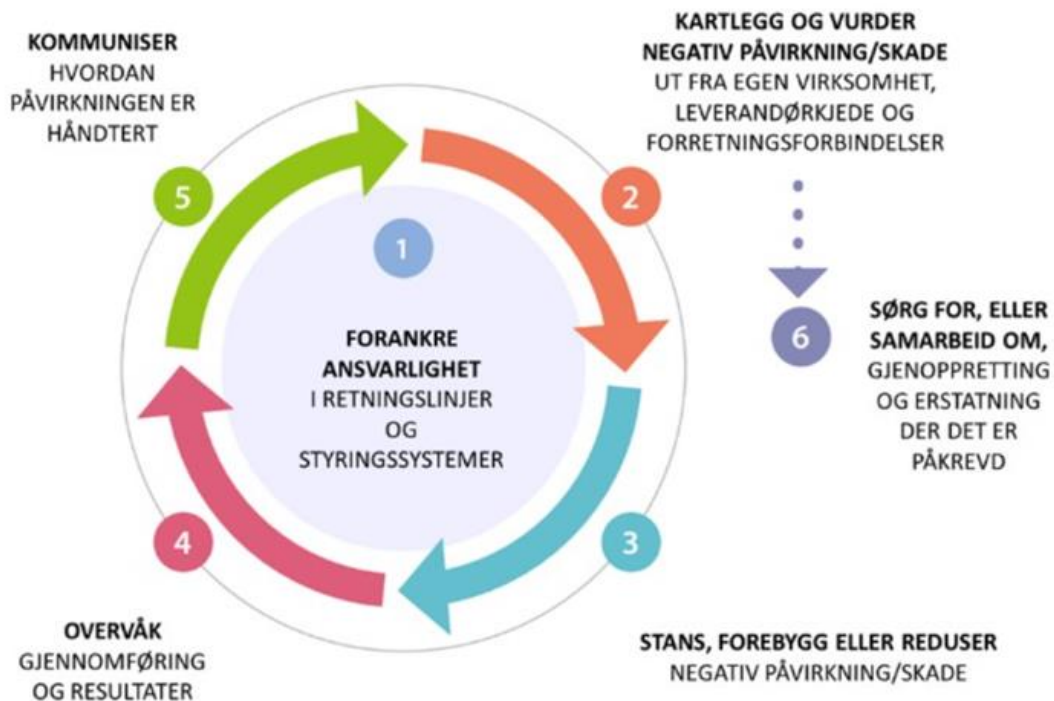 KOMMUNISER
HVORDAN
PÅVIRKNINGEN ER
HÅNDTERT
5
1
FORANKRE
ANSVARLIGHET
I RETNINGSLINJER
OG
STYRINGSSYSTEMER
KARTLEGG OG VURDER
NEGATIV PÅVIRKNING/SKADE
UT FRA EGEN VIRKSOMHET,
LEVERANDØRKJEDE OG
FORRETNINGSFORBINDELSER
2
6
SØRG FOR, ELLER
SAMARBEID OM,
GJENOPPRETTING
OG ERSTATNING
DER DET ER
PÅKREVD
3
STANS, FOREBYGG ELLER REDUSER
NEGATIV PÅVIRKNING/SKADE
4
OVERVÅK
GJENNOMFØRING
OG RESULTATER